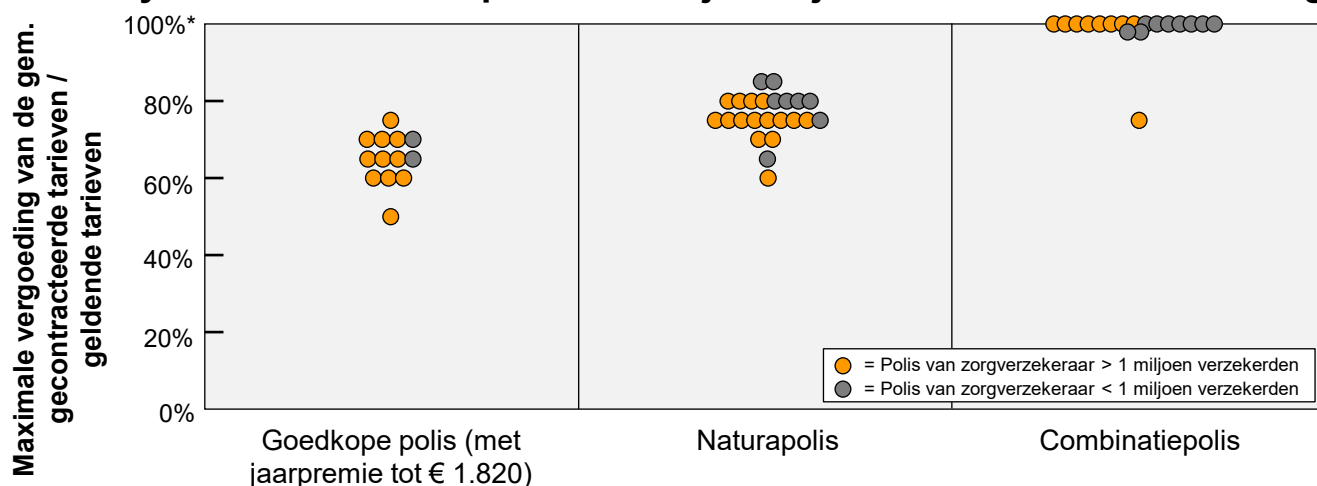 Maximale vergoeding van de gem.
gecontracteerde tarieven /
geldende tarieven
100%*
80%
60%
40%
20%
0%
= Polis van zorgverzekeraar > 1 miljoen verzekerden
= Polis van zorgverzekeraar < 1 miljoen verzekerden
Goedkope polis (met
jaarpremie tot € 1.820)
Naturapolis
Combinatiepolis